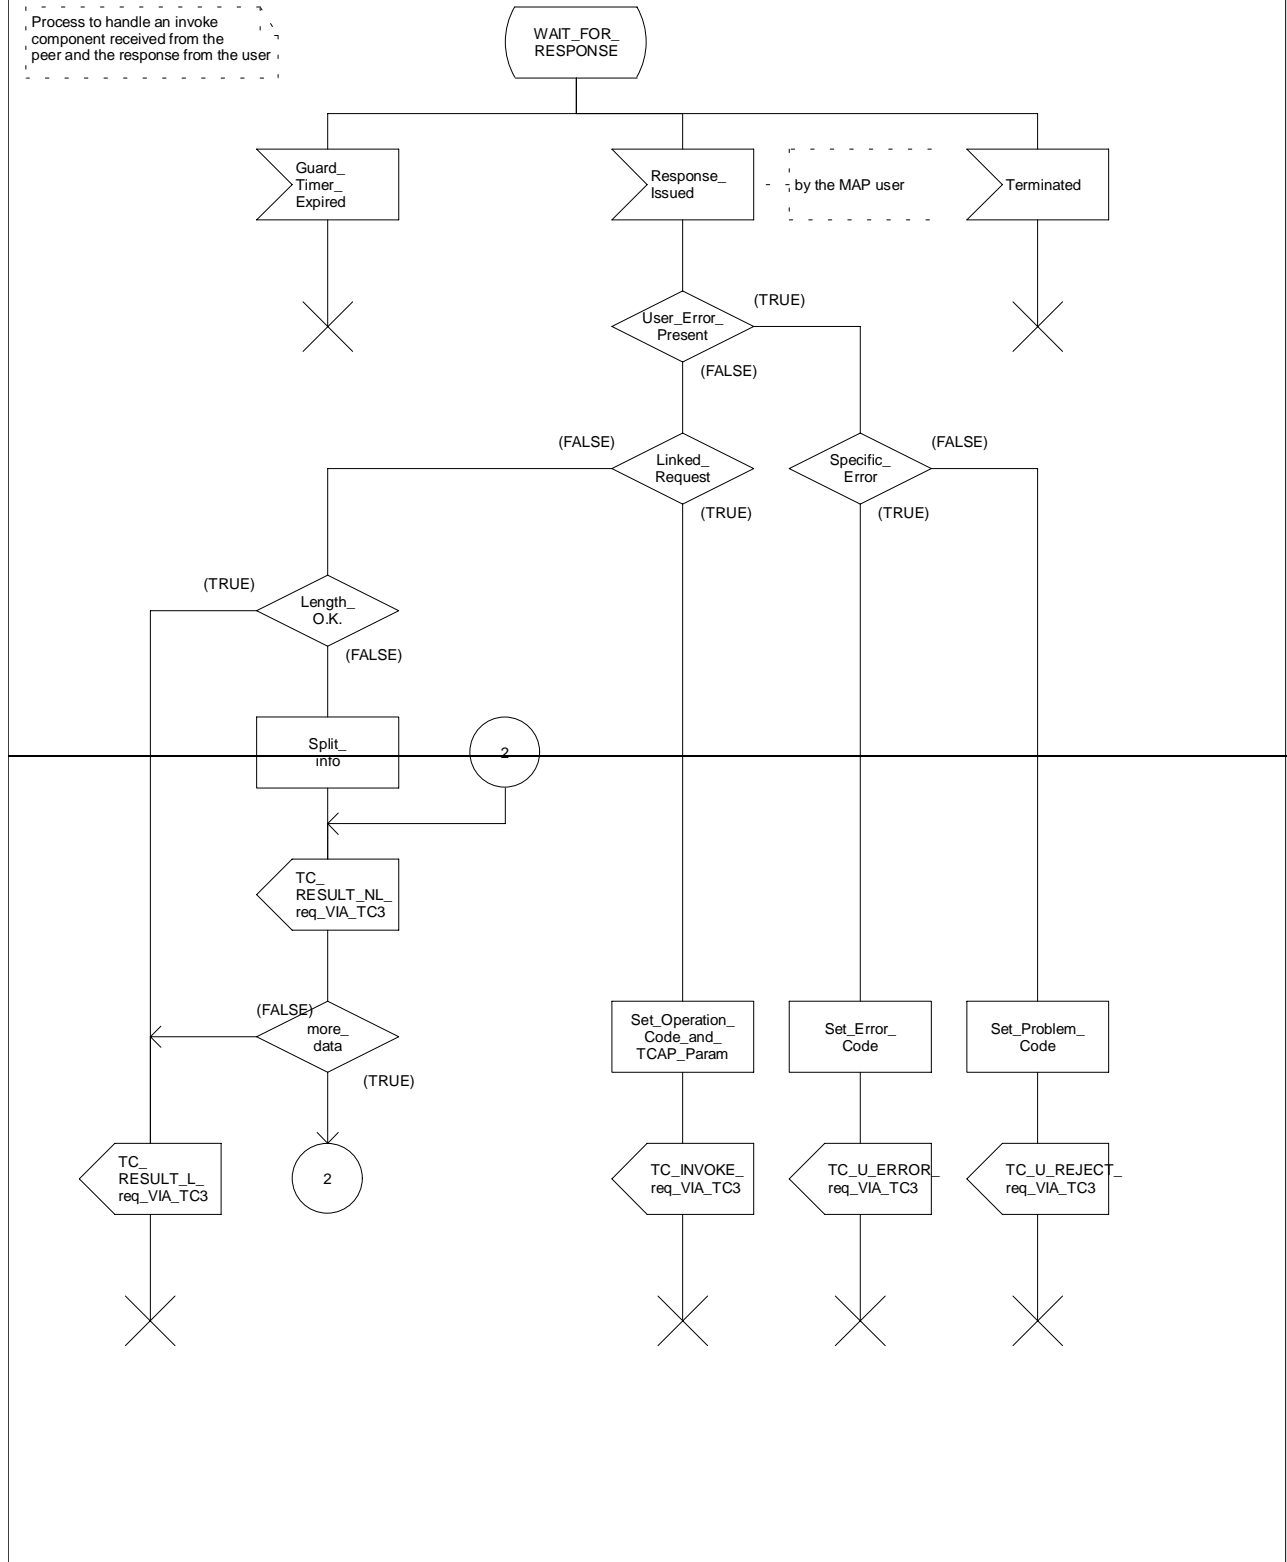 Process to handle an invoke
component received from the
peer and the response from the user
WAIT_FOR_
RESPONSE
Guard_
Timer_
Expired
Response_
Issued
by the MAP user
Terminated
(TRUE)
User_Error_
Present
(FALSE)
(FALSE)
Linked_
Request
(TRUE)
Specific_
Error
(FALSE)
(TRUE)
(TRUE)
Length_
O.K.
(FALSE)
Split_
info
2
TC_
RESULT_NL_
req_VIA_TC3
(FALSE)
more_
data
(TRUE)
Set_Operation_
Code_and_
TCAP_Param
Set_Error_
Code
Set_Problem_
Code
TC_
RESULT_L_
req_VIA_TC3
2
TC_INVOKE_
req_VIA_TC3
TC_U_ERROR_
req_VIA_TC3
TC_U_REJECT_
req_VIA_TC3